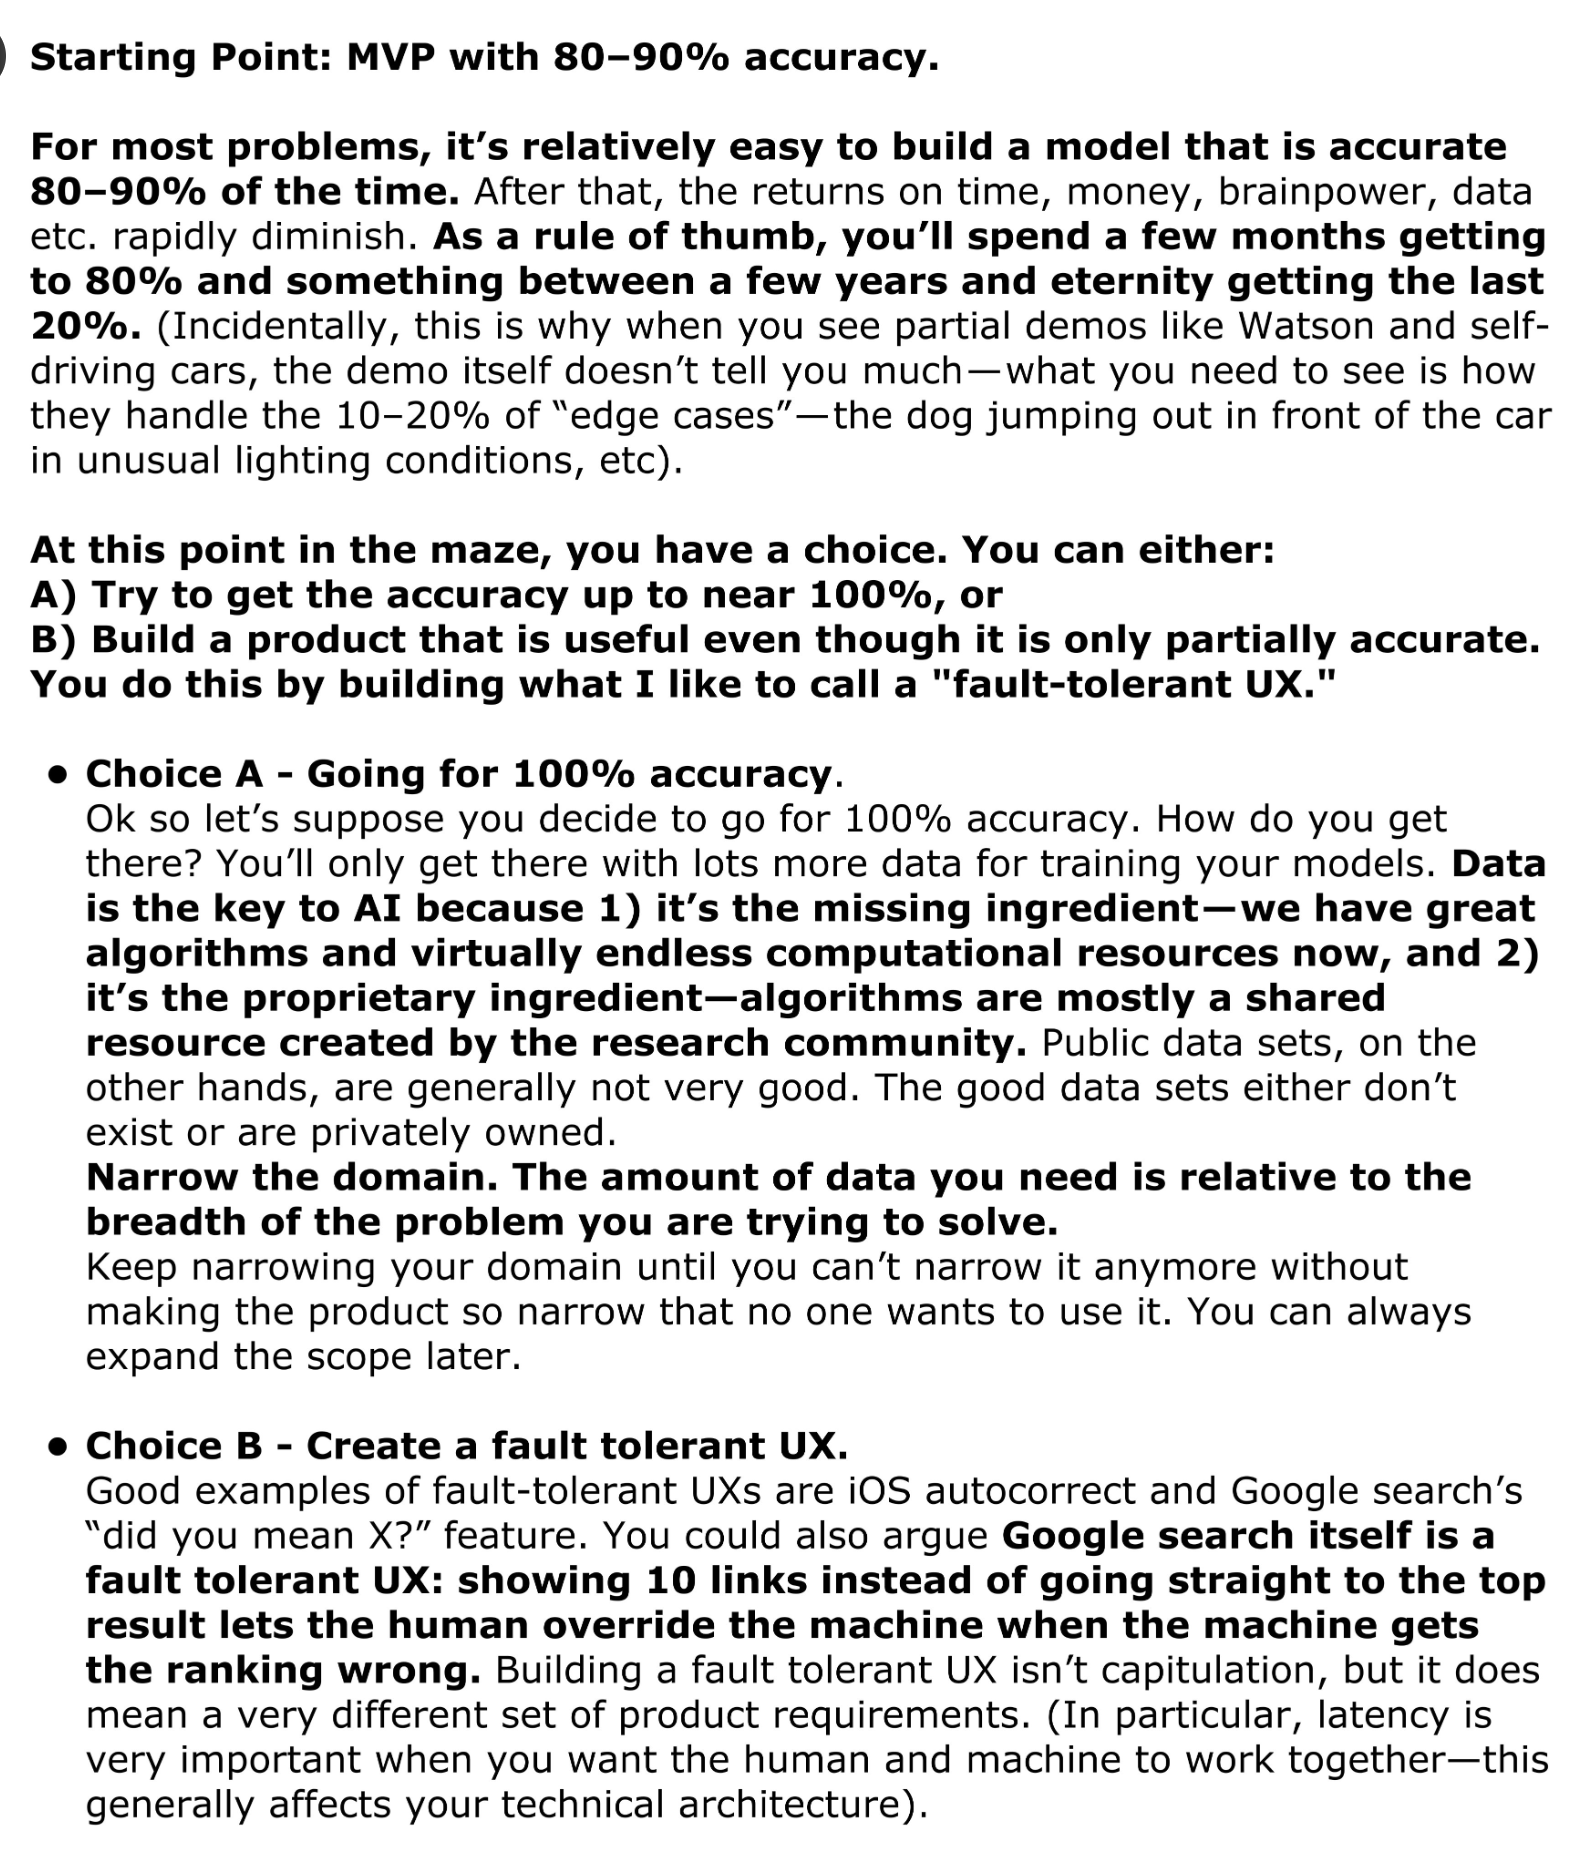 Starting Point: MVP with 80–90% accuracy.
For most problems, it’s relatively easy to build a model that is accurate
80–90% of the time. After that, the returns on time, money, brainpower, data
etc. rapidly diminish. As a rule of thumb, you’ll spend a few months getting
to 80% and something between a few years and eternity getting the last
20%. (Incidentally, this is why when you see partial demos like Watson and self-
driving cars, the demo itself doesn’t tell you much—what you need to see is how
they handle the 10–20% of “edge cases”—the dog jumping out in front of the car
in unusual lighting conditions, etc).
At this point in the maze, you have a choice. You can either:
A) Try to get the accuracy up to near 100%, or
B) Build a product that is useful even though it is only partially accurate.
You do this by building what I like to call a "fault-tolerant UX."
● Choice A - Going for 100% accuracy.
Ok so let’s suppose you decide to go for 100% accuracy. How do you get
there? You’ll only get there with lots more data for training your models. Data
is the key to AI because 1) it’s the missing ingredient—we have great
algorithms and virtually endless computational resources now, and 2)
it’s the proprietary ingredient—algorithms are mostly a shared
resource created by the research community. Public data sets, on the
other hands, are generally not very good. The good data sets either don’t
exist or are privately owned.
Narrow the domain. The amount of data you need is relative to the
breadth of the problem you are trying to solve.
Keep narrowing your domain until you can’t narrow it anymore without
making the product so narrow that no one wants to use it. You can always
expand the scope later.
● Choice B - Create a fault tolerant UX.
Good examples of fault-tolerant UXs are iOS autocorrect and Google search’s
“did you mean X?” feature. You could also argue Google search itself is a
fault tolerant UX: showing 10 links instead of going straight to the top
result lets the human override the machine when the machine gets
the ranking wrong. Building a fault tolerant UX isn’t capitulation, but it does
mean a very different set of product requirements. (In particular, latency is
very important when you want the human and machine to work together—this
generally affects your technical architecture).